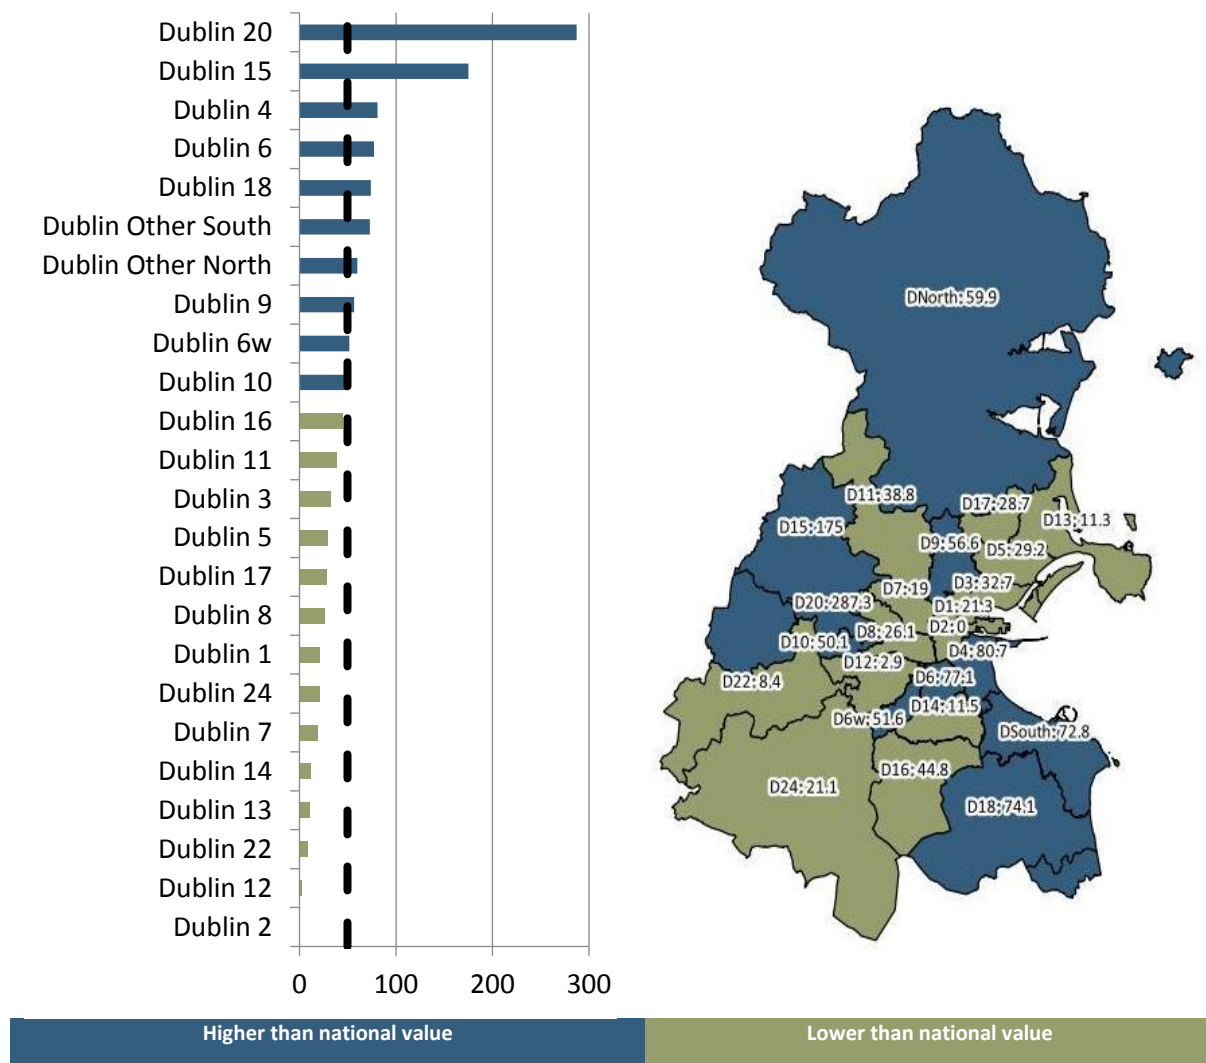 Dublin 20
Dublin 15
Dublin 4
Dublin 6
Dublin 18
Dublin Other South
Dublin Other North
Dublin 9
Dublin 6w
Dublin 10
Dublin 16
Dublin 11
Dublin 3
Dublin 5
Dublin 17
Dublin 8
Dublin 1
Dublin 24
Dublin 7
Dublin 14
Dublin 13
Dublin 22
Dublin 12
Dublin 2
0 100 200 300
DNorth: 59.9
D11: 38.8
D17: 28.7
D13: 11.3
D15: 175
D9: 56.6
D5: 29.2
D7: 19
D3: 32.7
D20: 287.3
D1: 21.3
D2: 0
D8: 26.1
D10: 50.1
D4: 80.7
D12: 2.9
D6: 77.1
D22: 8.4
D14: 11.5
D6w: 51.6
DSouth: 72.8
D16: 44.8
D24: 21.1
D18: 74.1
Higher than national value
Lower than national value